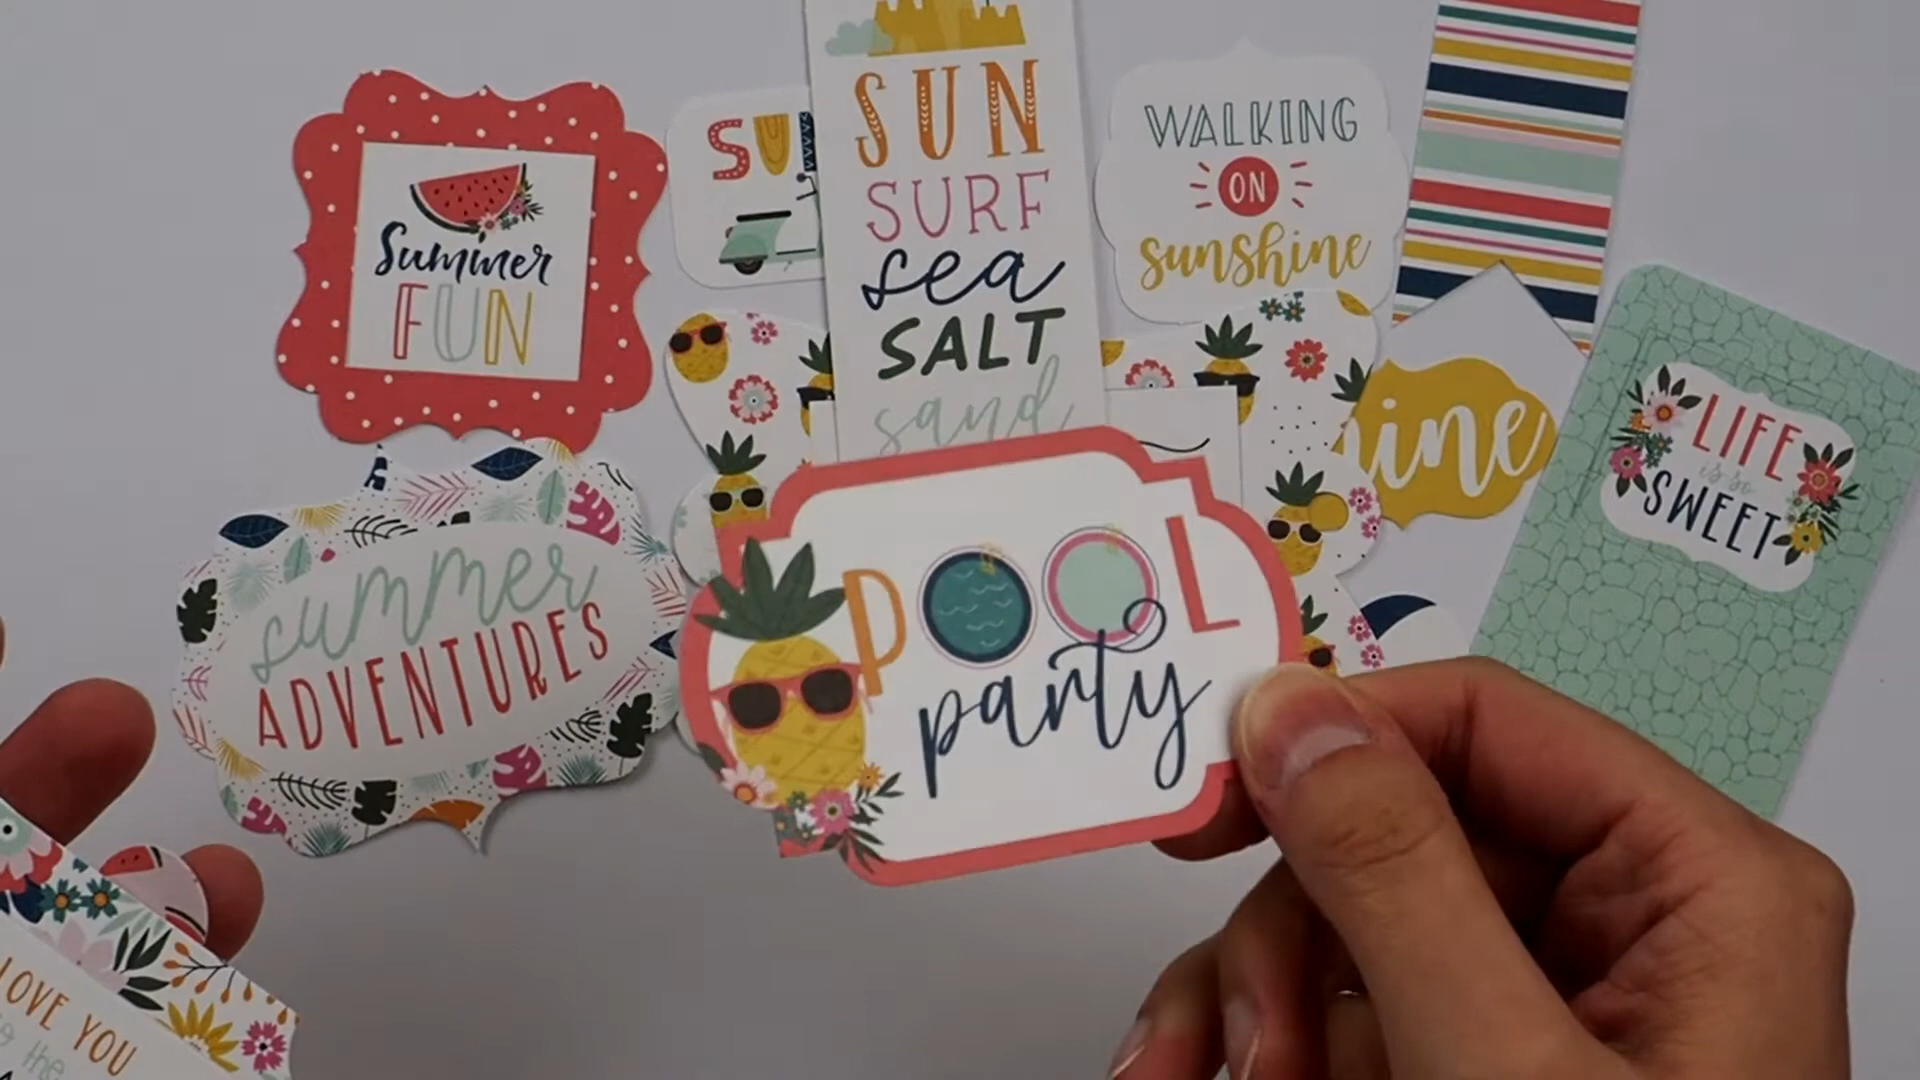 Summer
FUN
SUN
SURF
sea
SALT
sand
WALKING
ON
sunshine
LIFE
is so
SWEET
summer
ADVENTURES
POOL
party
LOVE YOU
the